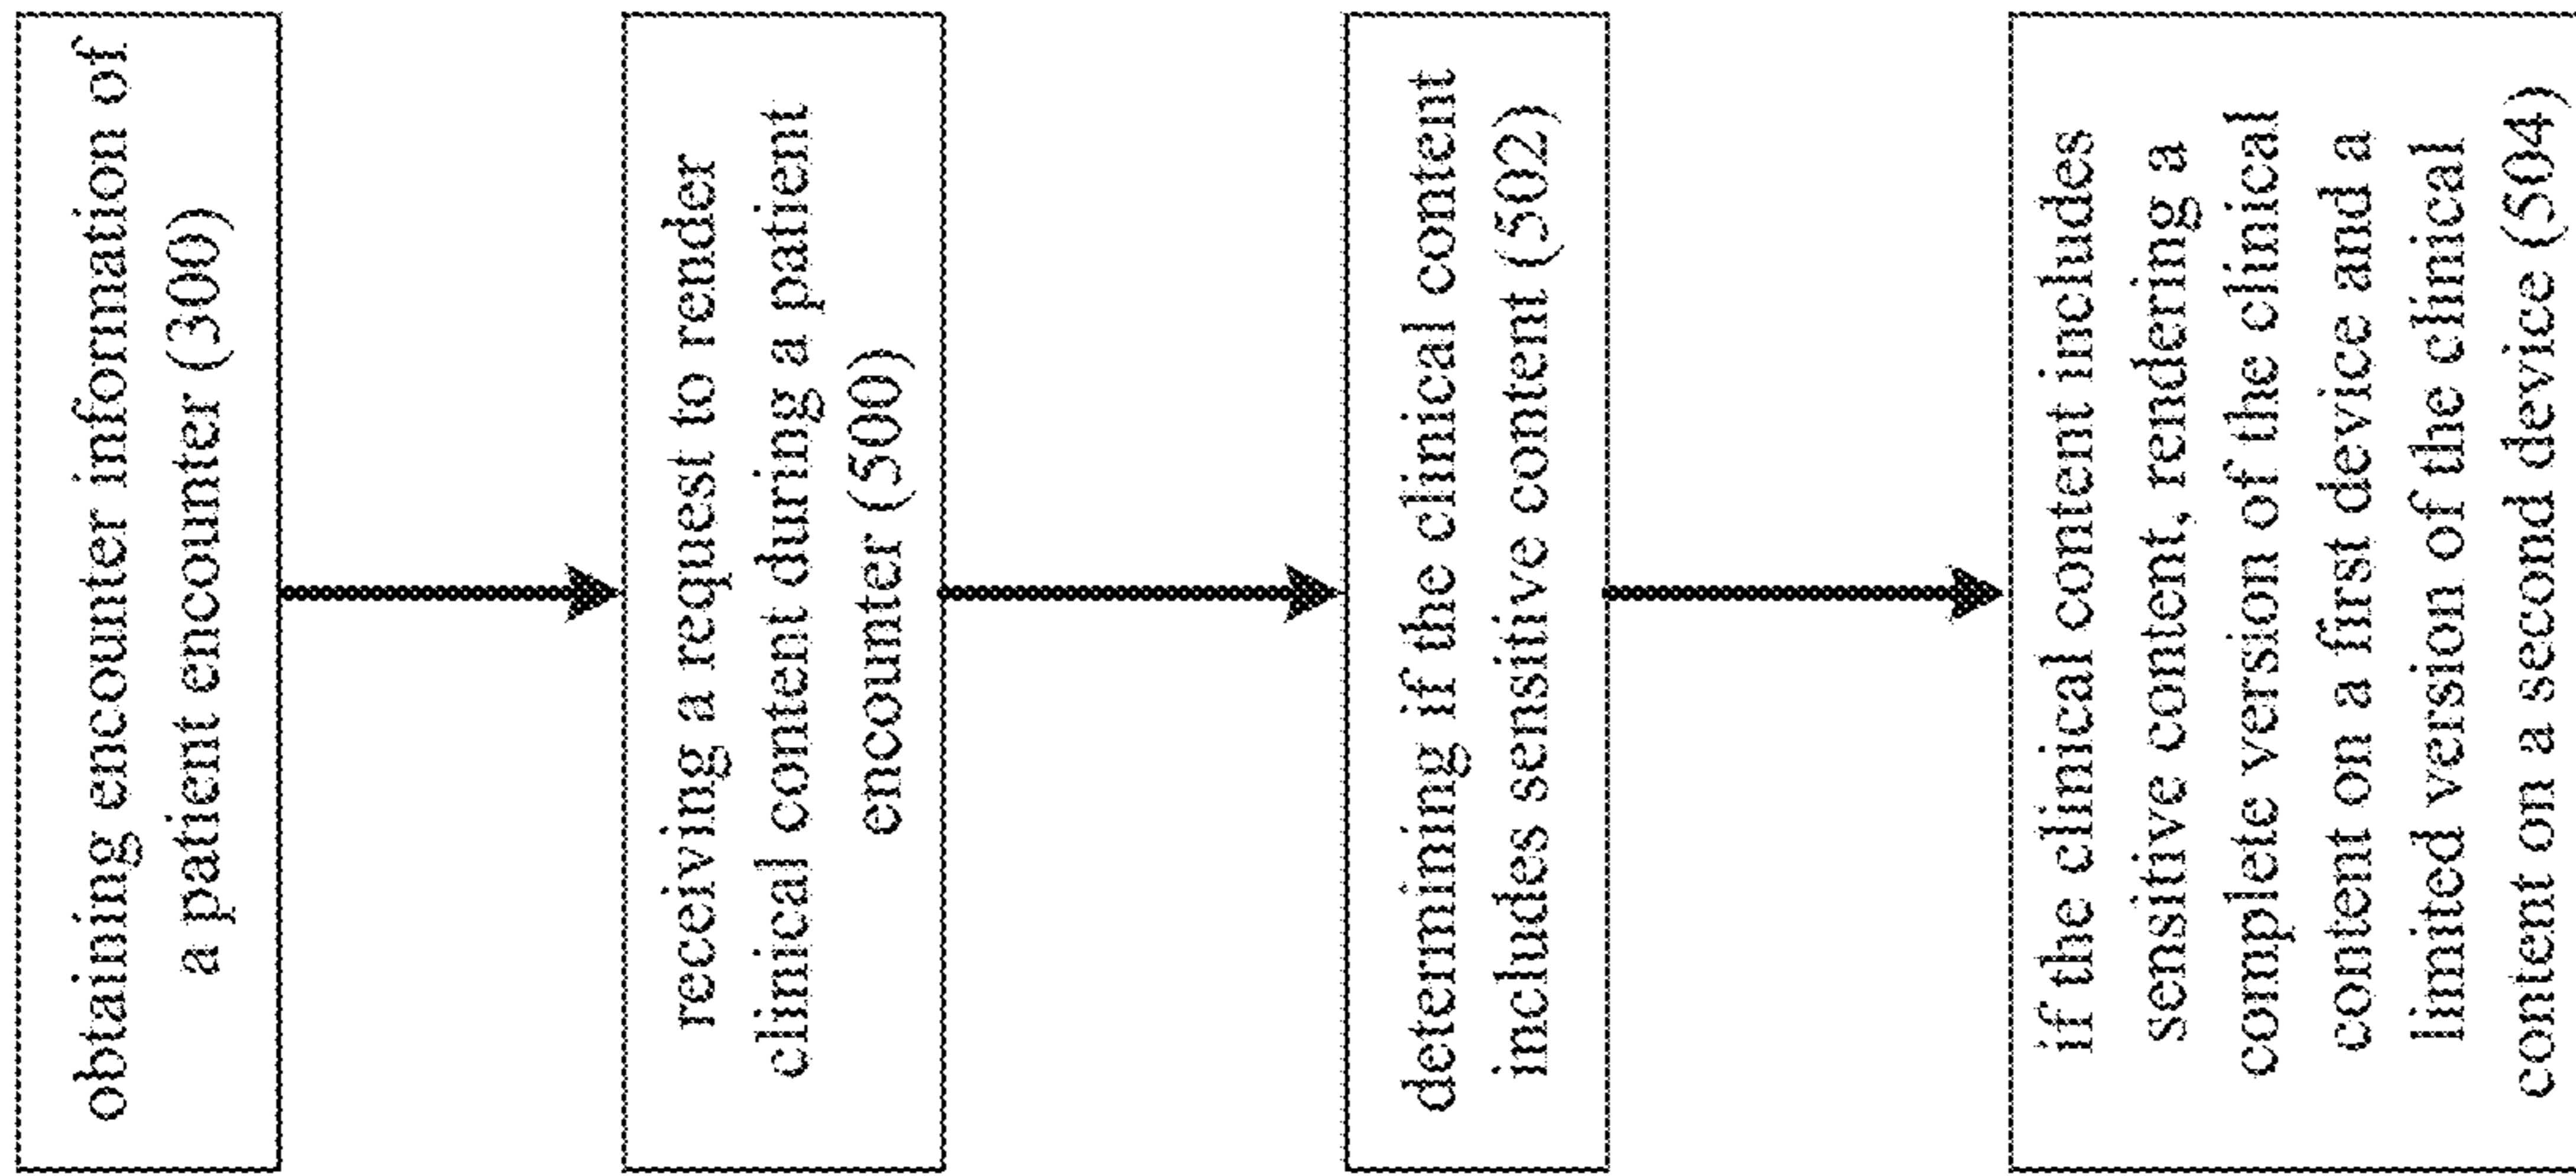 obtaining encounter information of
a patient encounter (300)
receiving a request to render
clinical content during a patient
encounter (500)
determining if the clinical content
includes sensitive content (502)
if the clinical content includes
sensitive content, rendering a
complete version of the clinical
content on a first device and a
limited version of the clinical
content on a second device (504)